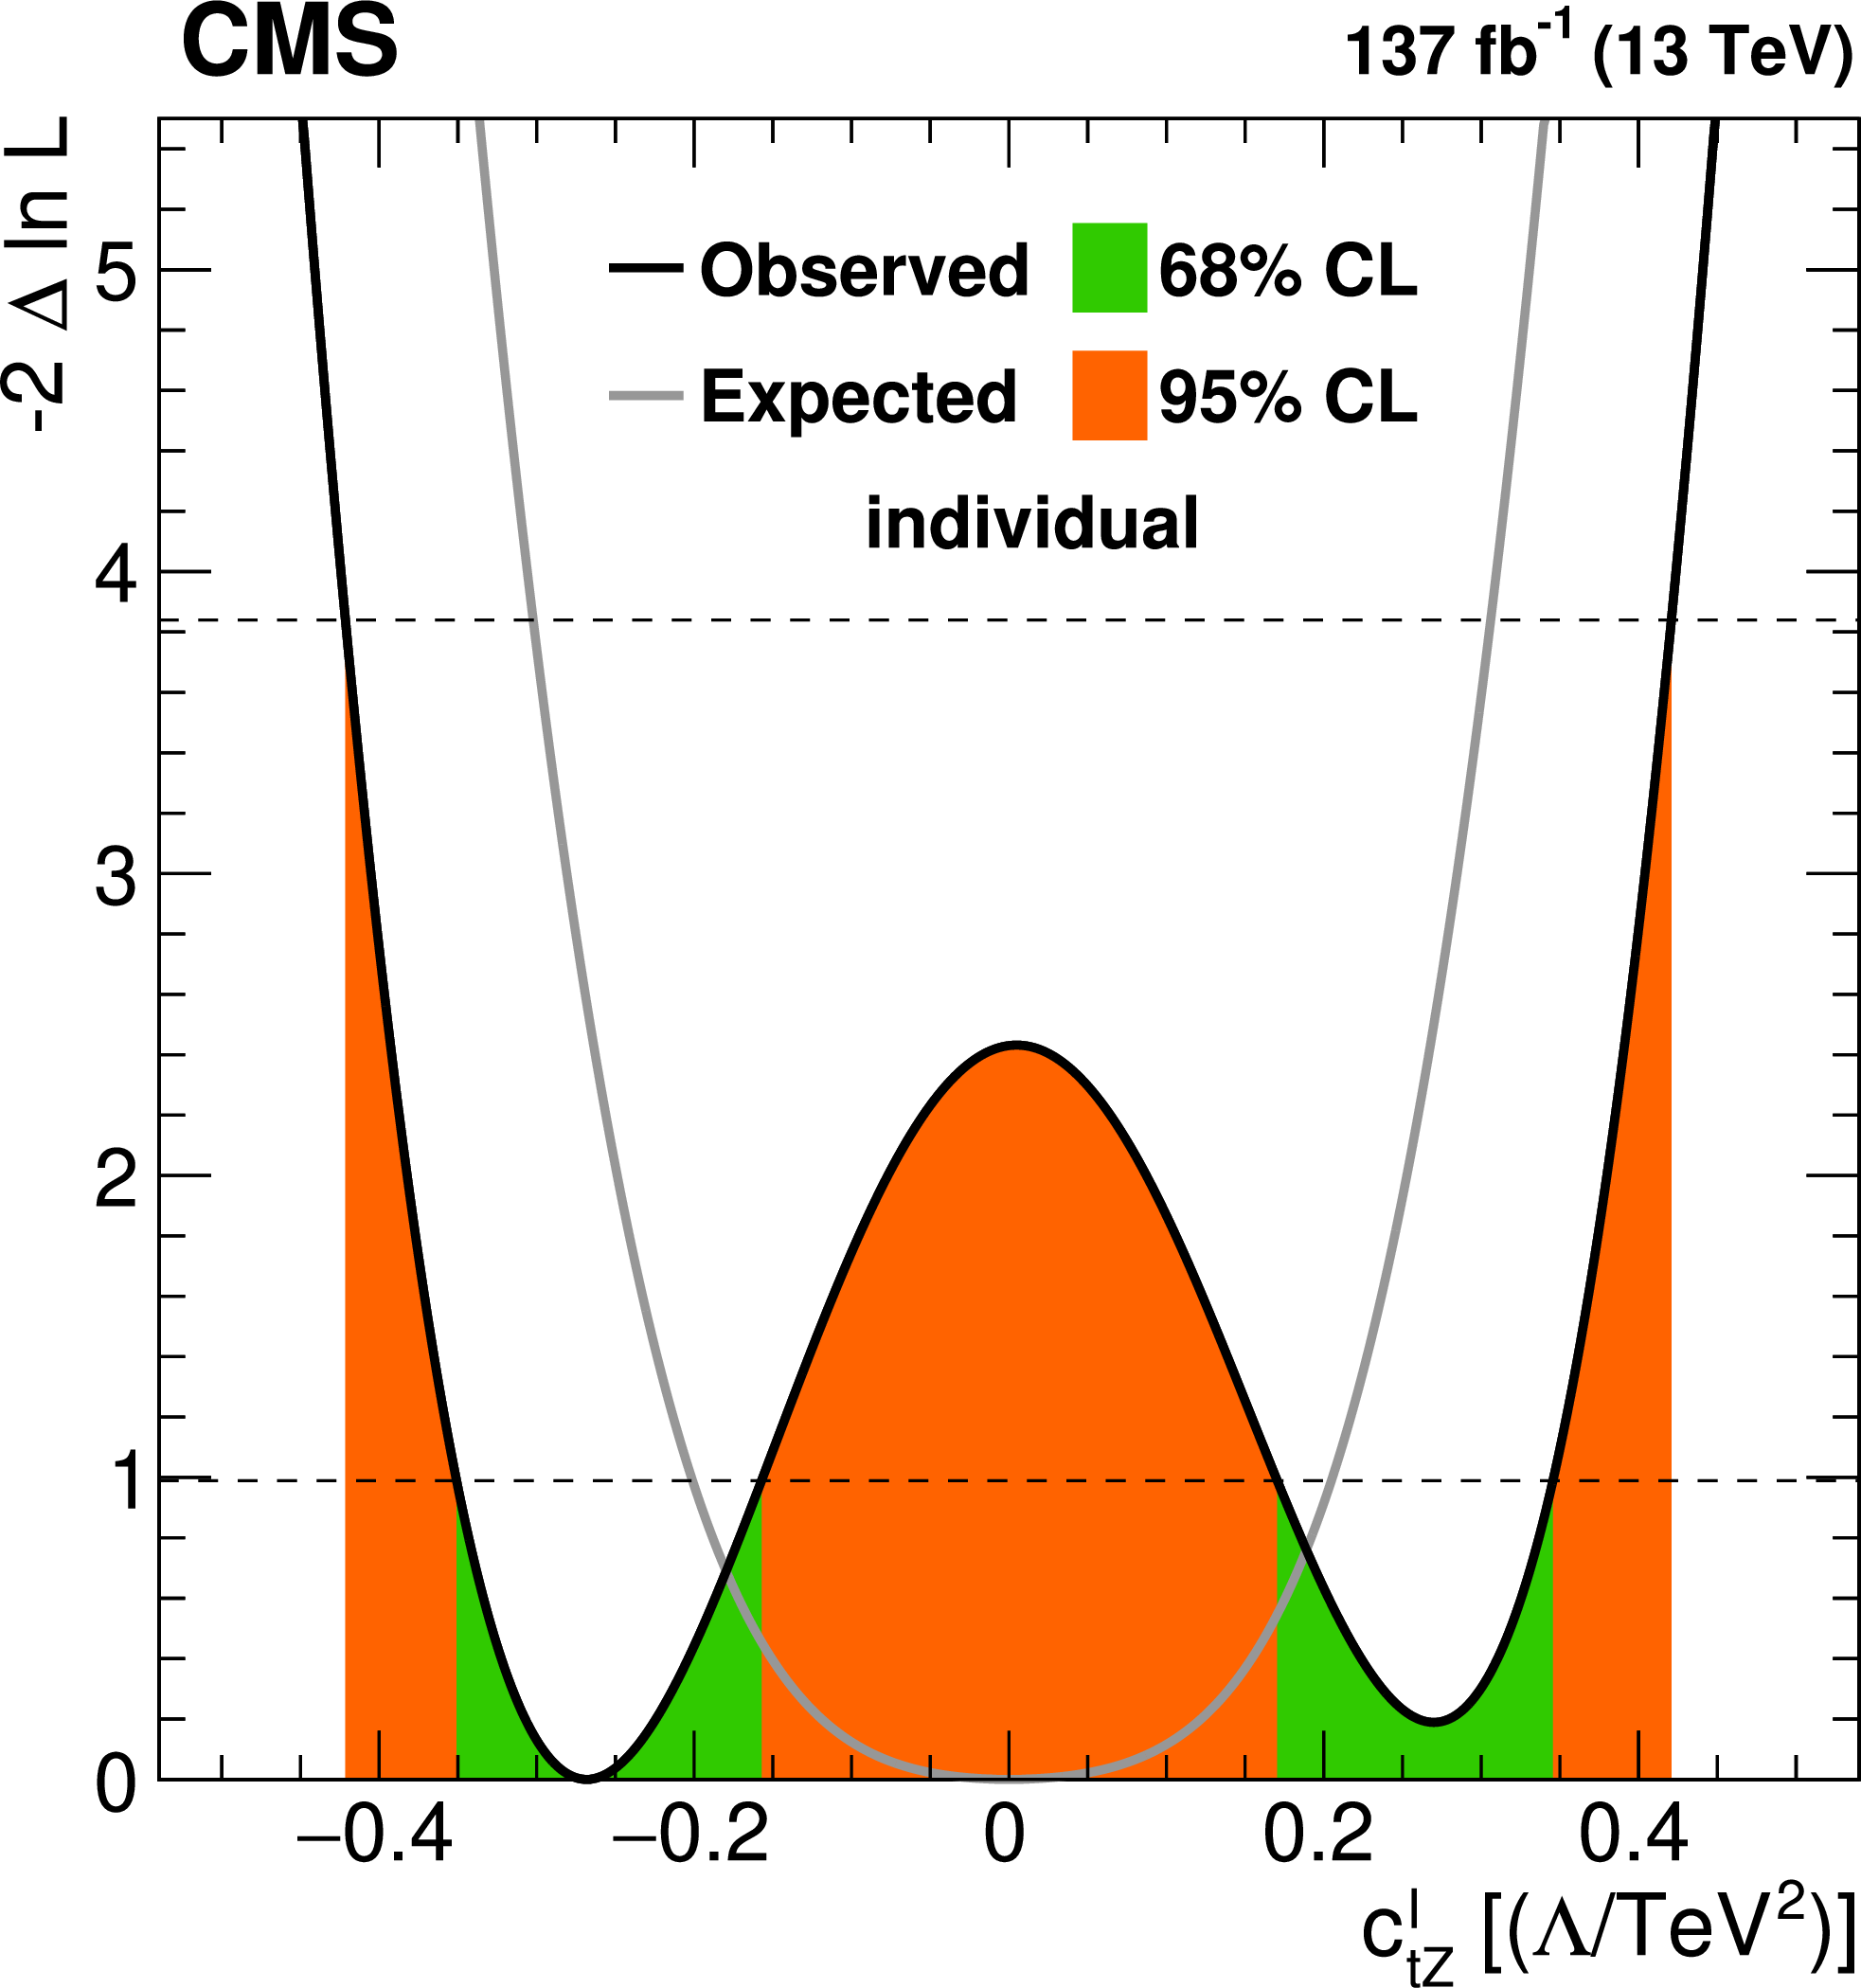 CMS 137 fb⁻¹ (13 TeV)
-2 Δ ln L
Observed 68% CL
Expected 95% CL
individual
5
4
3
2
1
0
−0.4 −0.2 0 0.2 0.4
c_tZ^I [(Λ/TeV²)]